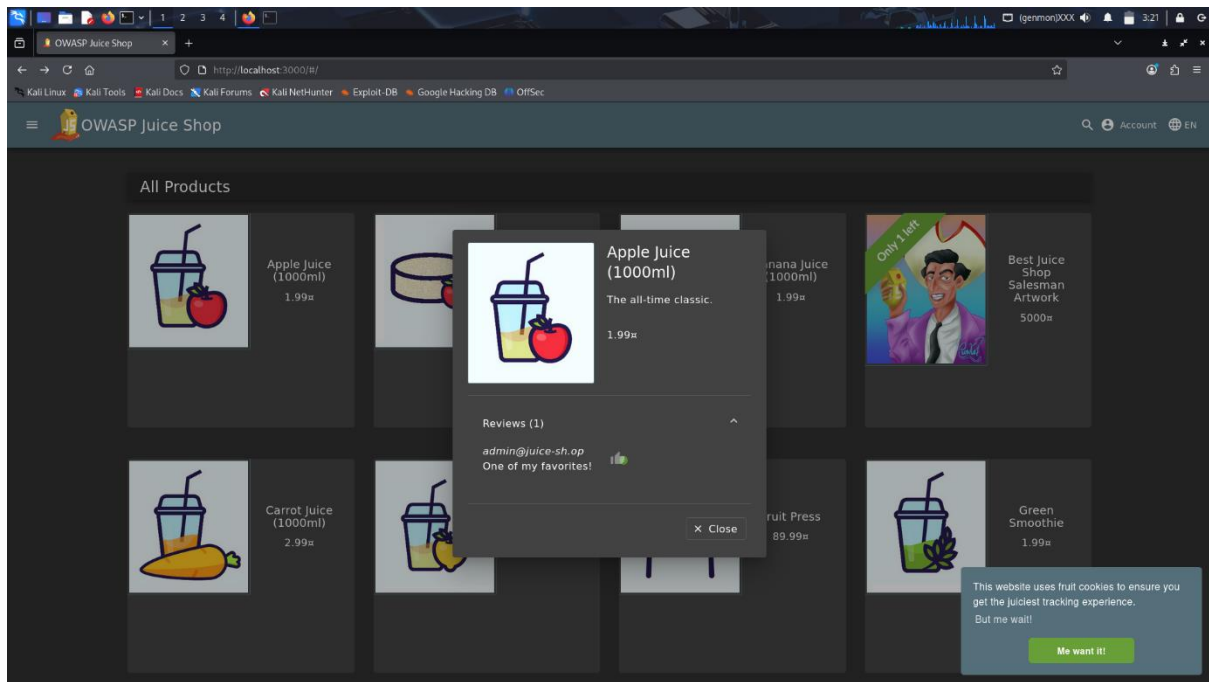 1 2 3 4
(genmon)XXX 3:21 G
OWASP Juice Shop × +
http://localhost:3000/#/
Kali Linux Kali Tools Kali Docs Kali Forums Kali NetHunter Exploit-DB Google Hacking DB OffSec
OWASP Juice Shop
Account EN
All Products
Apple Juice
(1000ml)
1.99¤
Apple Juice
(1000ml)
The all-time classic.
1.99¤
Reviews (1)
admin@juice-sh.op
One of my favorites!
× Close
(1000ml)
1.99¤
Only 1 left
Best Juice
Shop
Salesman
Artwork
5000¤
Carrot Juice
(1000ml)
2.99¤
Press
89.99¤
Green
Smoothie
1.99¤
This website uses fruit cookies to ensure you
get the juiciest tracking experience.
But me wait!
Me want it!